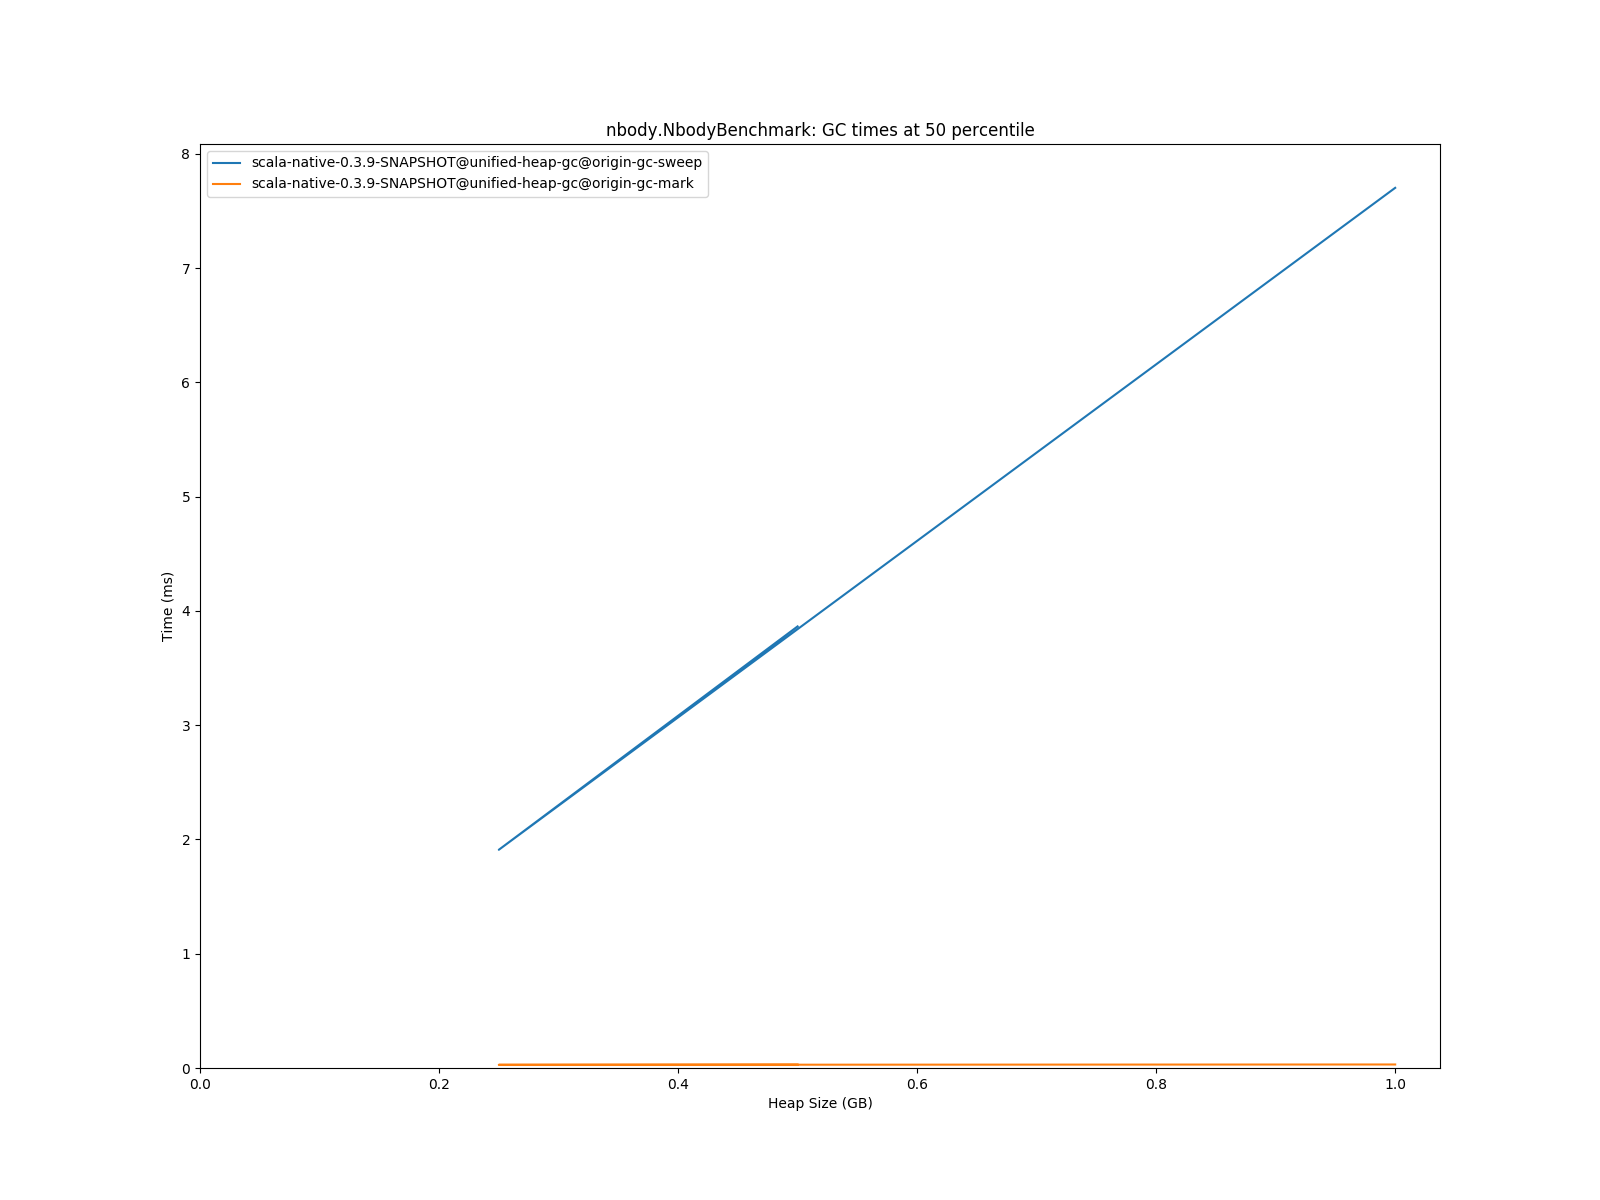 nbody.NbodyBenchmark: GC times at 50 percentile
scala-native-0.3.9-SNAPSHOT@unified-heap-gc@origin-gc-sweep
scala-native-0.3.9-SNAPSHOT@unified-heap-gc@origin-gc-mark
8
7
6
5
4
3
2
1
0
Time (ms)
0.0 0.2 0.4 0.6 0.8 1.0
Heap Size (GB)